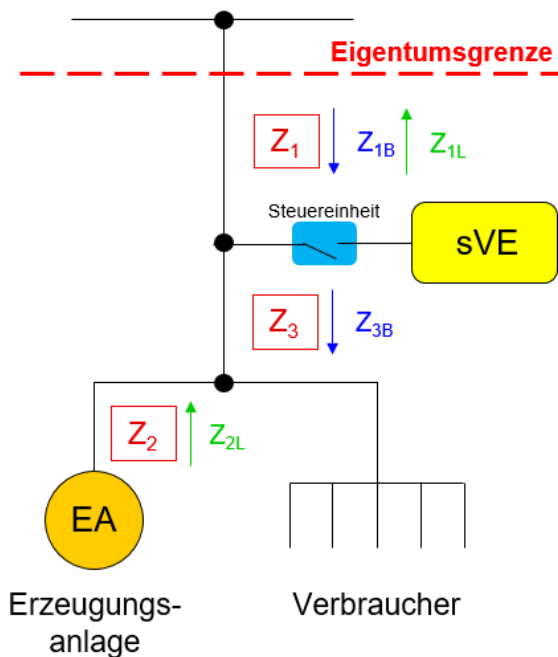 Eigentumsgrenze
Z₁ Z₁B Z₁L
Steuereinheit
sVE
Z₃ Z₃B
Z₂ Z₂L
EA
Erzeugungs-
anlage
Verbraucher